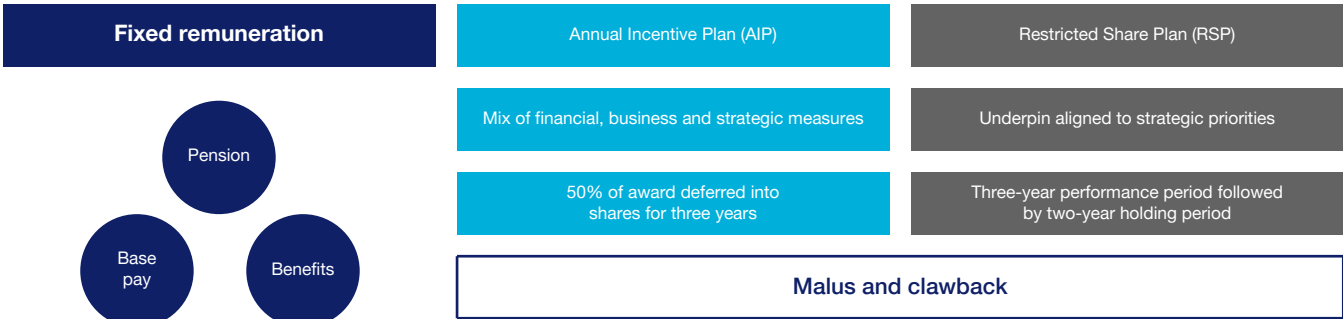 Fixed remuneration
Pension
Base
pay
Benefits
Annual Incentive Plan (AIP)
Mix of financial, business and strategic measures
50% of award deferred into
shares for three years
Restricted Share Plan (RSP)
Underpin aligned to strategic priorities
Three-year performance period followed
by two-year holding period
Malus and clawback